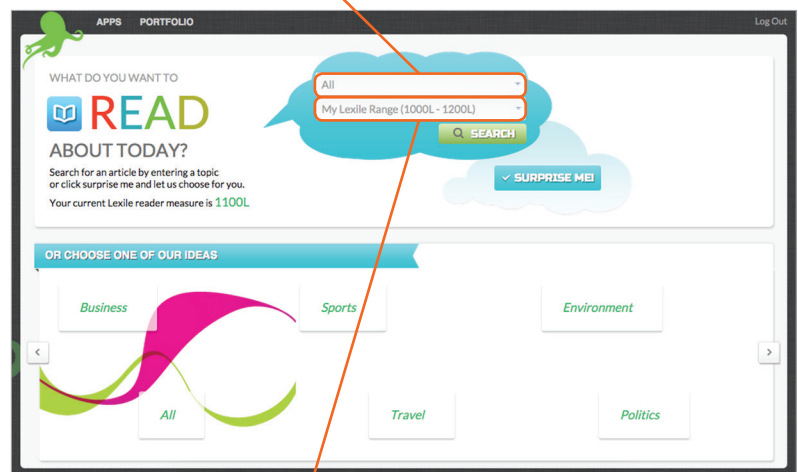 APPS PORTFOLIO Log Out
WHAT DO YOU WANT TO
READ
ABOUT TODAY?
Search for an article by entering a topic
or click surprise me and let us choose for you.
Your current Lexile reader measure is 1100L
All
My Lexile Range (1000L - 1200L)
SEARCH
SURPRISE ME!
OR CHOOSE ONE OF OUR IDEAS
Business Sports Environment
All Travel Politics